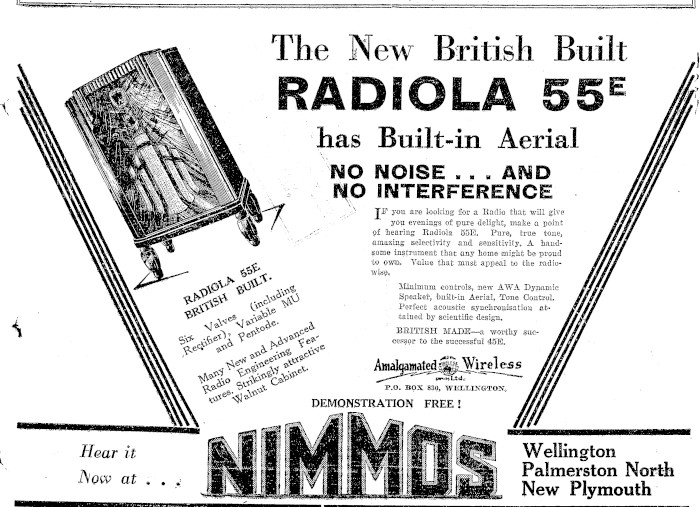 The New British Built
RADIOLA 55E
has Built-in Aerial
NO NOISE . . . AND
NO INTERFERENCE
IF you are looking for a Radio that will give
you evenings of pure delight, make a point
of hearing Radiola 55E. Pure, true tone,
amazing selectivity and sensitivity. A hand-
some instrument that any home might be proud
to own. Value that must appeal to the radio-
wise.
Minimum controls, new AWA Dynamic
Speaker, built-in Aerial, Tone Control.
Perfect acoustic synchronisation at-
tained by scientific design.
BRITISH MADE—a worthy suc-
cessor to the successful 45E.
RADIOLA 55E
BRITISH BUILT.
Six Valves (including
Rectifier), Variable MU
and Pentode.
Many New and Advanced
Radio Engineering Fea-
tures. Strikingly attractive
Walnut Cabinet.
Amalgamated Wireless
Ltd.
P.O. BOX 830, WELLINGTON.
DEMONSTRATION FREE !
Hear it
Now at . . .
NIMMOS
Wellington
Palmerston North
New Plymouth